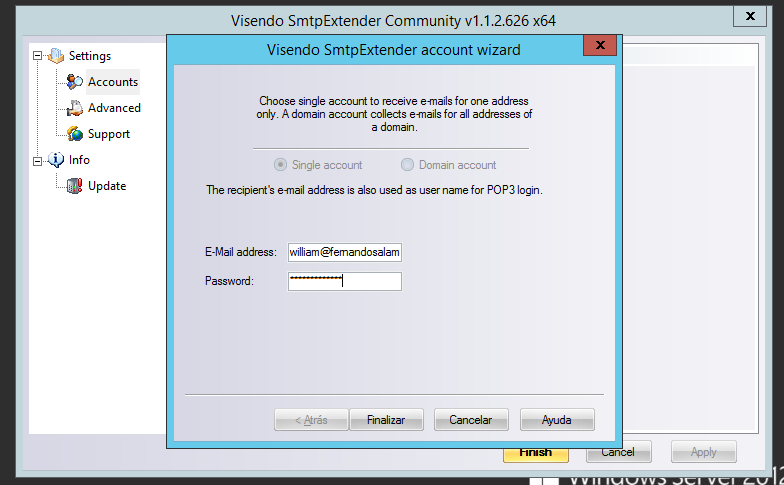 Visendo SmtpExtender Community v1.1.2.626 x64
x
Visendo SmtpExtender account wizard
x
Settings
Accounts
Advanced
Support
Info
Update
Choose single account to receive e-mails for one address
only. A domain account collects e-mails for all addresses of
a domain.
Single account
Domain account
The recipient's e-mail address is also used as user name for POP3 login.
E-Mail address:
william@fernandosalam
Password:
*************
< Atrás
Finalizar
Cancelar
Ayuda
Finish
Cancel
Apply
Windows Server 2012